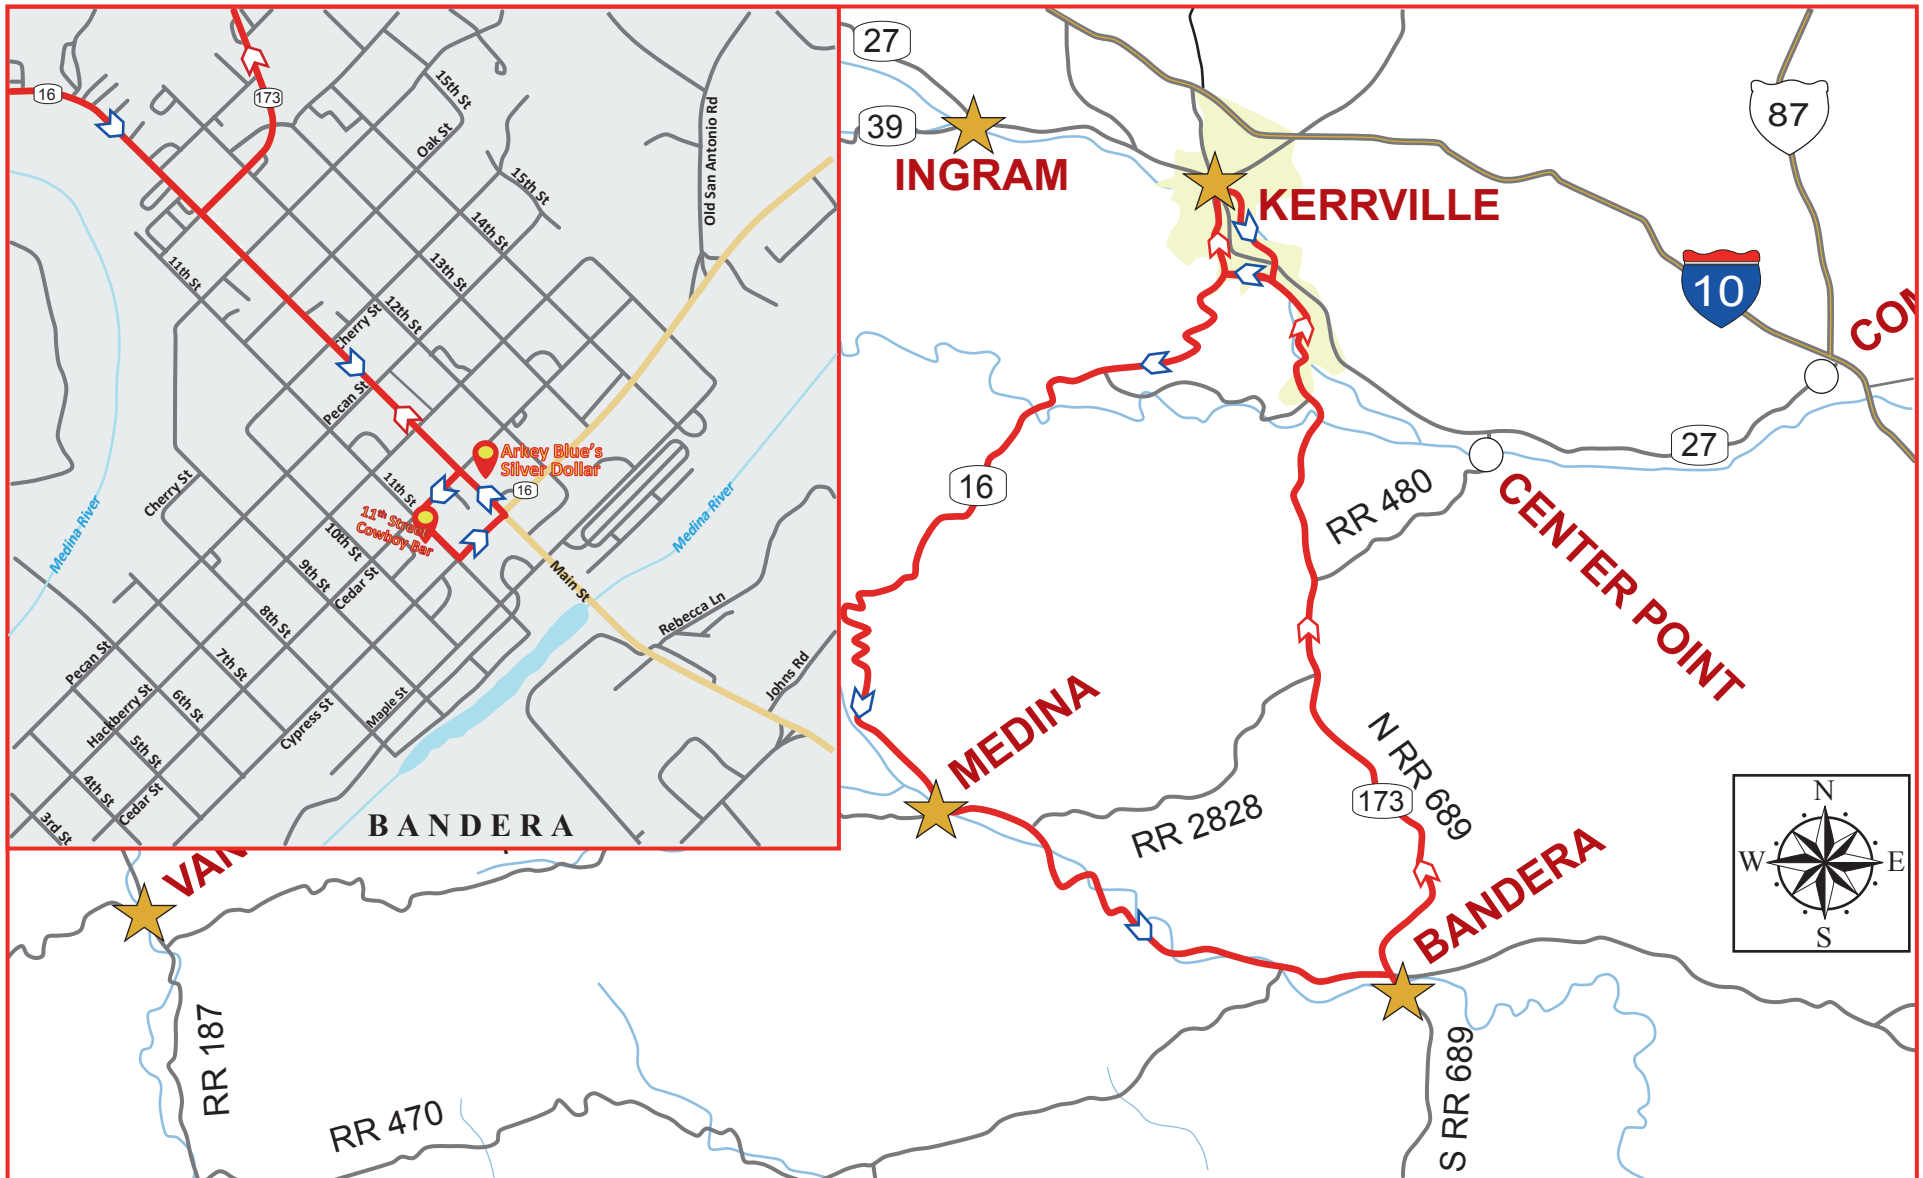 16
173
15th St
Oak St
15th St
14th St
13th St
12th St
11th St
Cherry St
Pecan St
Old San Antonio Rd
Arkey Blue's
Silver Dollar
16
11th St
11th Street
Cowboy Bar
10th St
9th St
Cedar St
8th St
7th St
6th St
5th St
4th St
3rd St
Cherry St
Pecan St
Hackberry St
Cedar St
Cypress St
Maple St
Main St
Medina River
Medina River
Rebecca Ln
Johns Rd
BANDERA
27
39
INGRAM
KERRVILLE
87
10
COM
27
16
RR 480
CENTER POINT
MEDINA
N RR 689
173
RR 2828
BANDERA
N
W
E
S
VAN
RR 187
RR 470
S RR 689